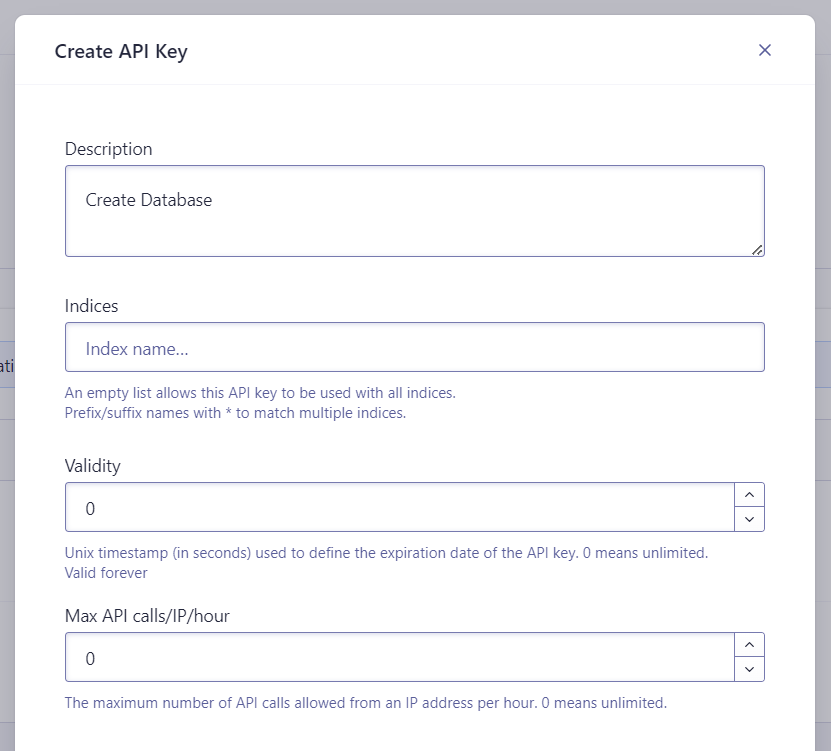 Create API Key
Description
Create Database
Indices
Index name...
An empty list allows this API key to be used with all indices.
Prefix/suffix names with * to match multiple indices.
ati
Validity
0
Unix timestamp (in seconds) used to define the expiration date of the API key. 0 means unlimited.
Valid forever
Max API calls/IP/hour
0
The maximum number of API calls allowed from an IP address per hour. 0 means unlimited.